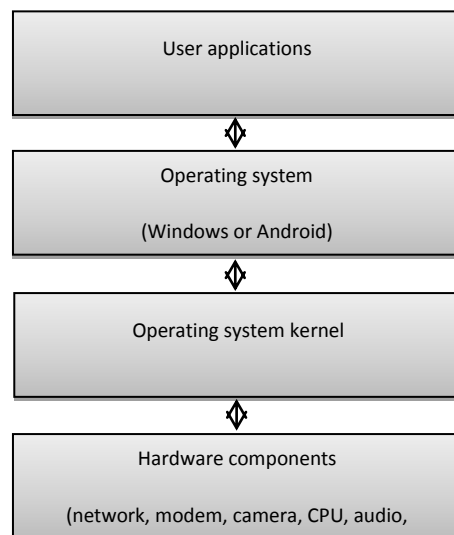 User applications
Operating system
(Windows or Android)
Operating system kernel
Hardware components
(network, modem, camera, CPU, audio,